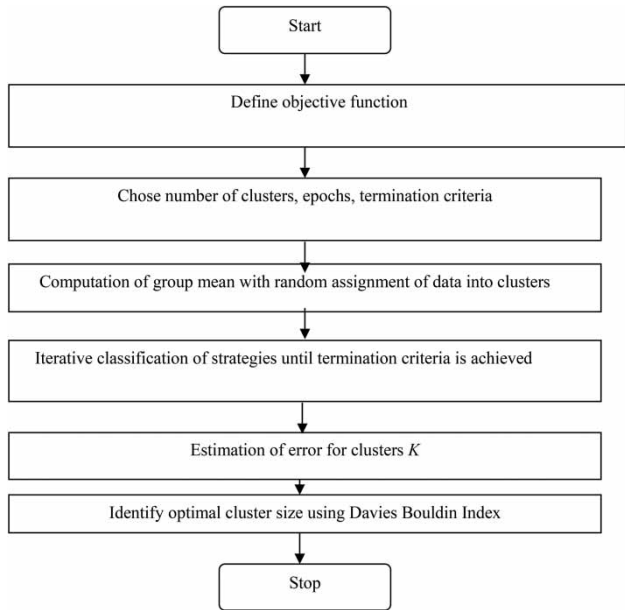 Start
Define objective function
Chose number of clusters, epochs, termination criteria
Computation of group mean with random assignment of data into clusters
Iterative classification of strategies until termination criteria is achieved
Estimation of error for clusters K
Identify optimal cluster size using Davies Bouldin Index
Stop